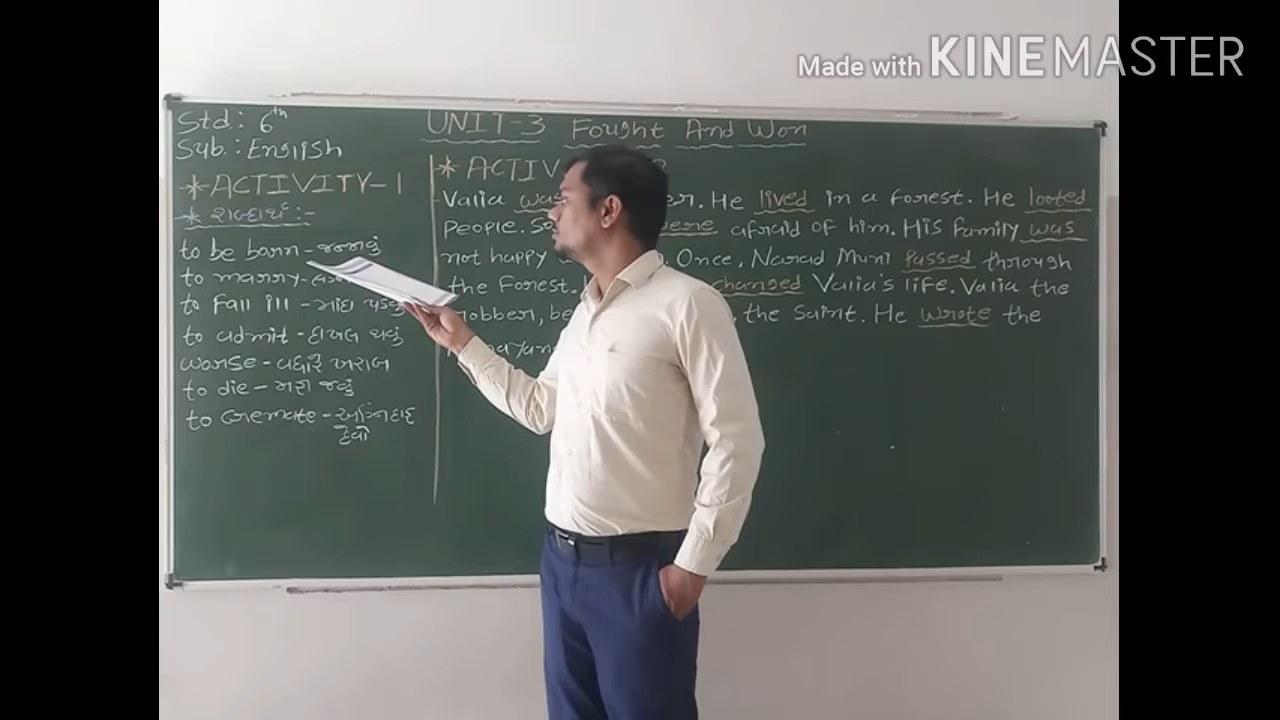 Made with KINEMASTER
Std.: 6th
Sub.: English
UNIT-3 Fought And Won
* ACTIVITY-1
* શબ્દાર્થ:-
to be born - જન્મવું
to marry -
to fall ill - માંદા પડવું
to admit - દાખલ થવું
worse - વધારે ખરાબ
to die - મરી જવું
to cremate - અગ્નિદાહ
દેવો
* ACTIV
Valia was er. He lived in a forest. He looted
people. So were afraid of him. His family was
not happy Once, Narad Muni passed through
the forest. changed Valia's life. Valia the
robber, be the saint. He wrote the